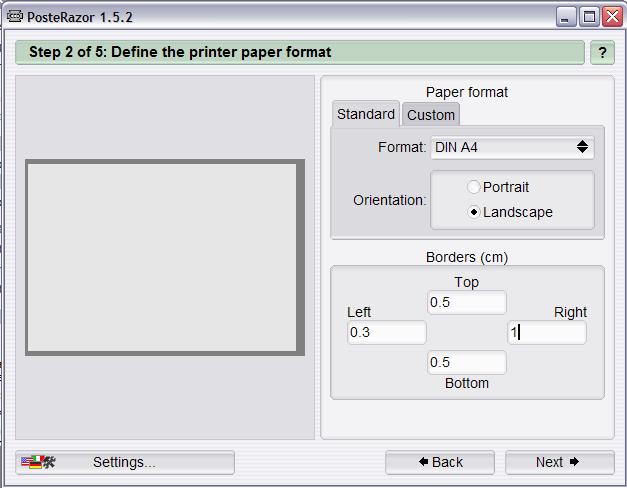 PosteRazor 1.5.2
Step 2 of 5: Define the printer paper format
?
Paper format
Standard Custom
Format: DIN A4
Orientation:
Portrait
Landscape
Borders (cm)
Top
0.5
Left
0.3
Right
1
0.5
Bottom
Settings...
Back
Next